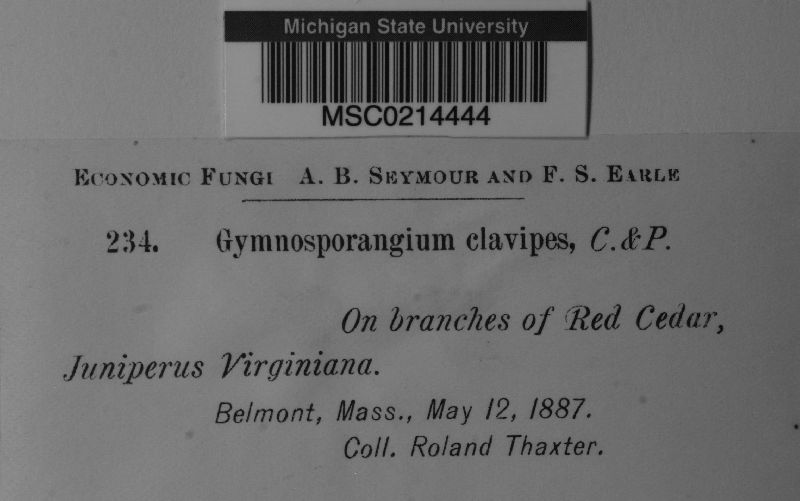 Michigan State University
MSC0214444
Economic Fungi A. B. Seymour and F. S. Earle
234. Gymnosporangium clavipes, C. & P.
On branches of Red Cedar,
Juniperus Virginiana.
Belmont, Mass., May 12, 1887.
Coll. Roland Thaxter.